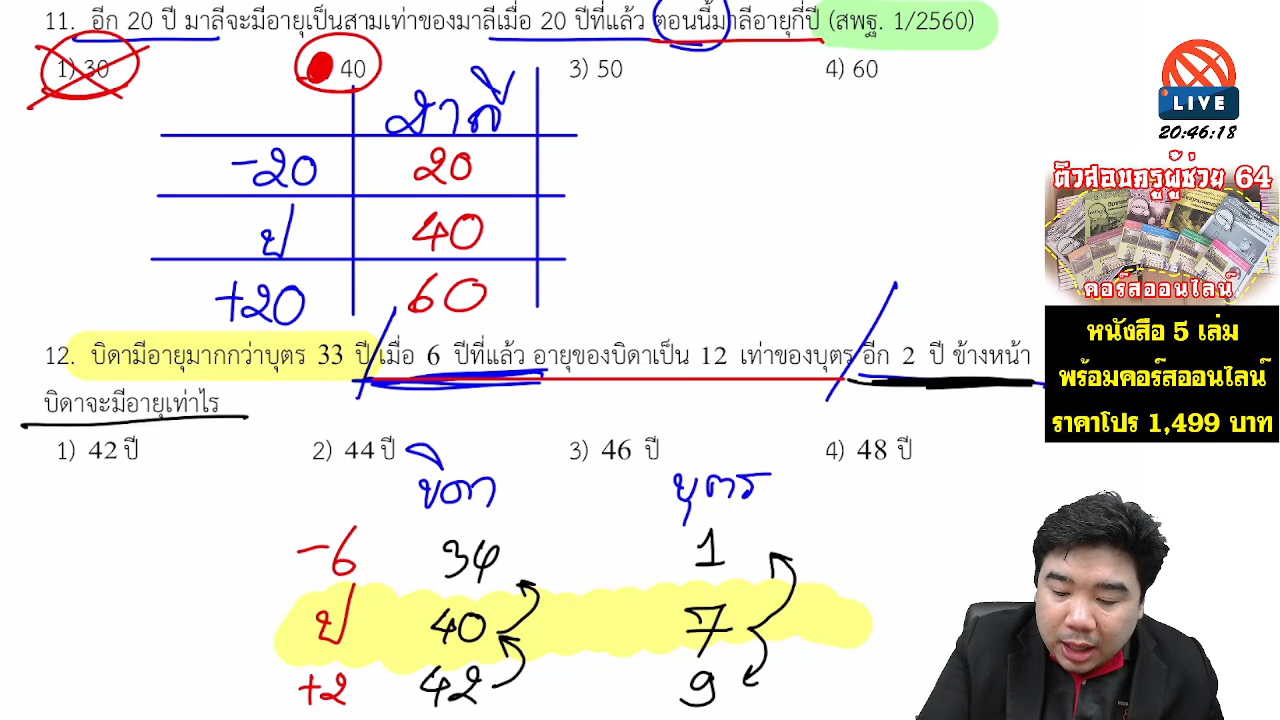 11. อีก 20 ปี มาลีจะมีอายุเป็นสามเท่าของมาลีเมื่อ 20 ปีที่แล้ว ตอนนี้มาลีอายุกี่ปี (สพฐ. 1/2560)
1) 30 40 3) 50 4) 60
มาลี
-20 20
ป 40
+20 60
12. บิดามีอายุมากกว่าบุตร 33 ปี เมื่อ 6 ปีที่แล้ว อายุของบิดาเป็น 12 เท่าของบุตร อีก 2 ปี ข้างหน้า
บิดาจะมีอายุเท่าไร
1) 42 ปี 2) 44 ปี 3) 46 ปี 4) 48 ปี
บิดา บุตร
-6 34 1
ป 40 7
+2 42 9
LIVE
20:46:18
ติวสอบครูผู้ช่วย 64
คอร์สออนไลน์
หนังสือ 5 เล่ม
พร้อมคอร์สออนไลน์
ราคาโปร 1,499 บาท